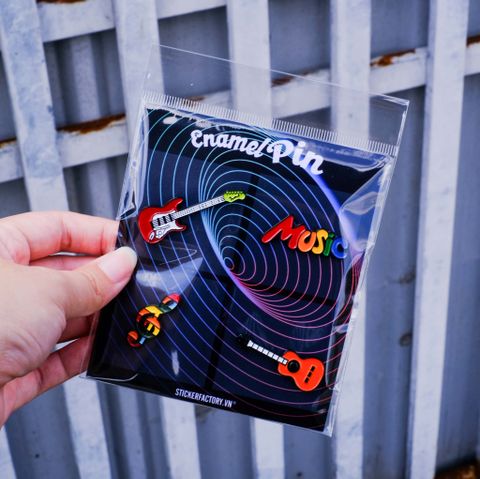 Enamel Pin
Music
STICKERFACTORY.VN®